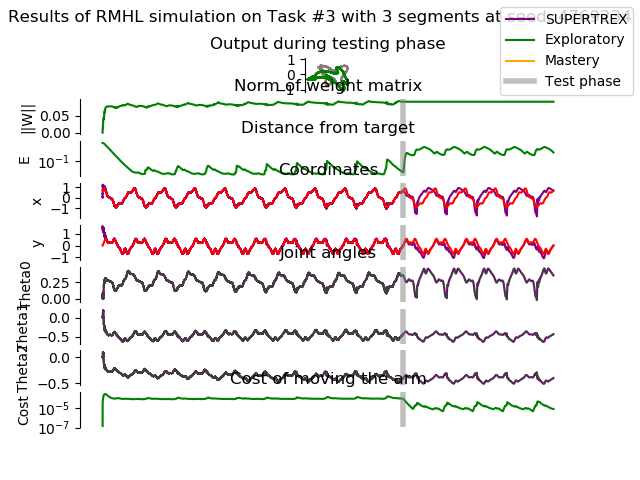 Results of RMHL simulation on Task #3 with 3 segments at
SUPERTREX
Exploratory
Mastery
Test phase
Output during testing phase
1
0
−1
Norm of weight matrix
||W||
0.05
0.00
Distance from target
E
10⁻¹
Coordinates
x
1
0
−1
y
1
0
−1
Joint angles
Theta0
0.25
0.00
Theta1
0.0
−0.5
Theta2
0.0
−0.5
Cost of moving the arm
Cost
10⁻⁵
10⁻⁷